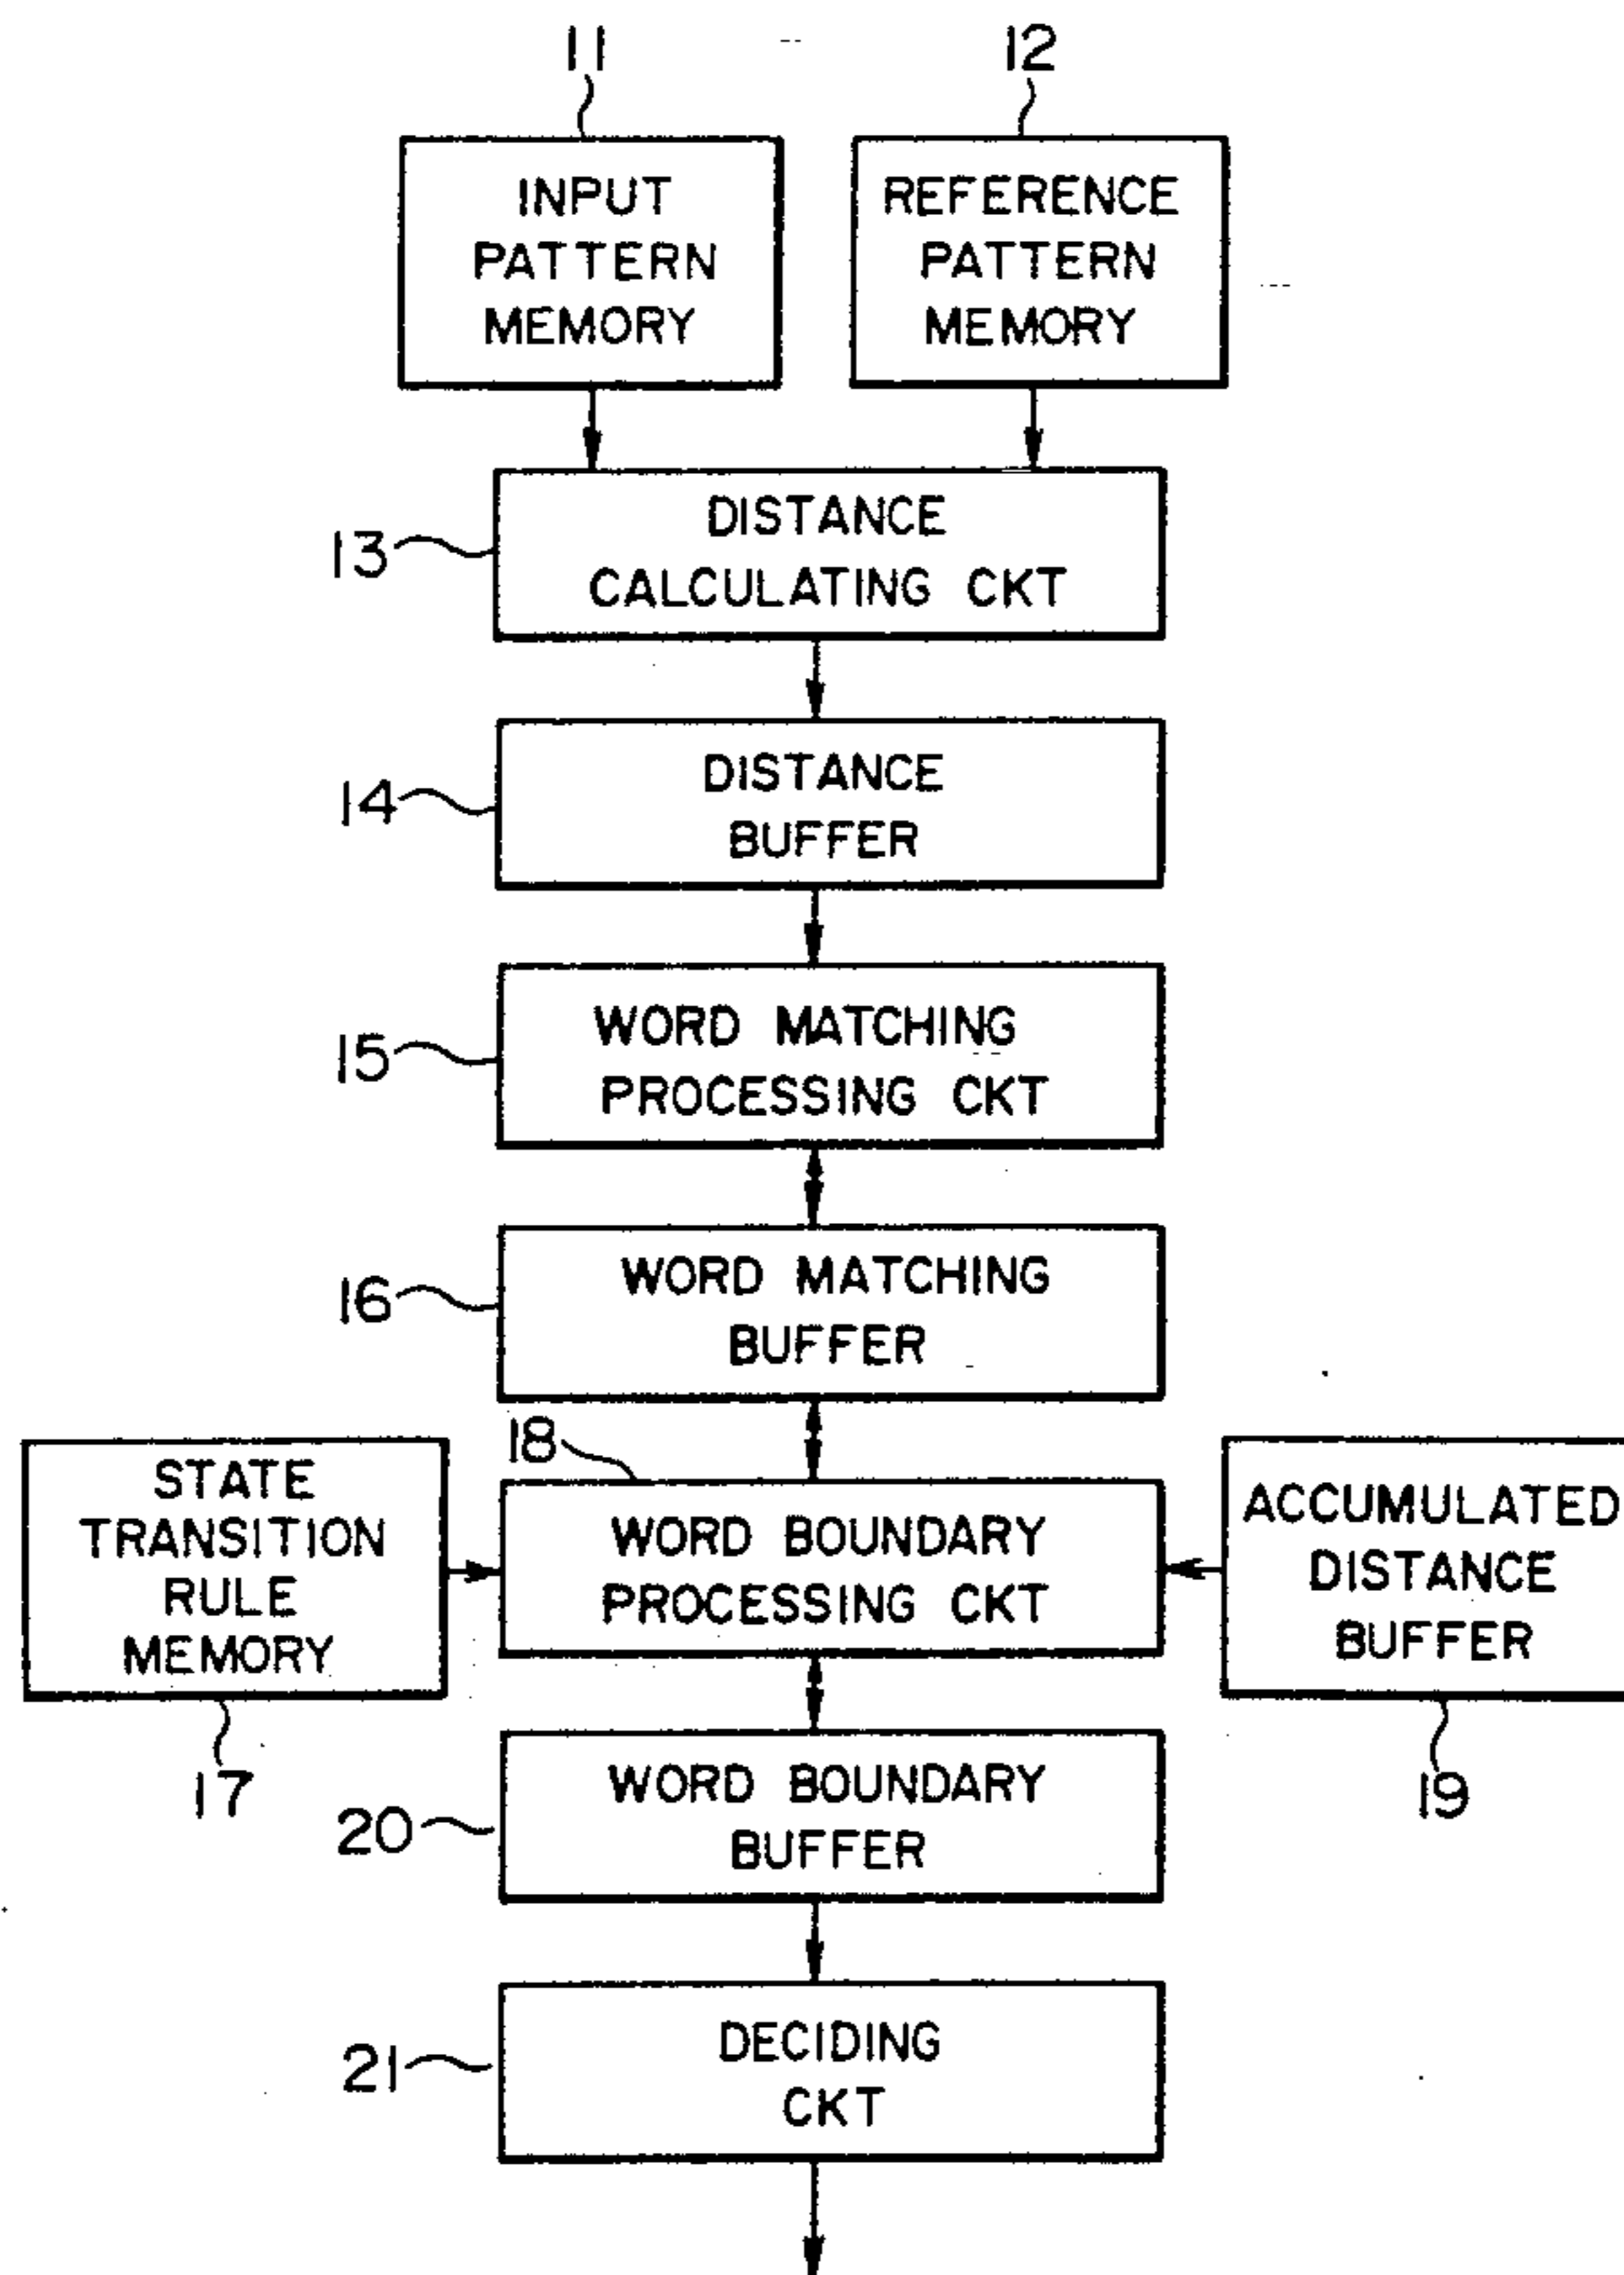 11
12
INPUT
PATTERN
MEMORY
REFERENCE
PATTERN
MEMORY
13
DISTANCE
CALCULATING CKT
14
DISTANCE
BUFFER
15
WORD MATCHING
PROCESSING CKT
16
WORD MATCHING
BUFFER
18
STATE
TRANSITION
RULE
MEMORY
17
WORD BOUNDARY
PROCESSING CKT
ACCUMULATED
DISTANCE
BUFFER
19
20
WORD BOUNDARY
BUFFER
21
DECIDING
CKT